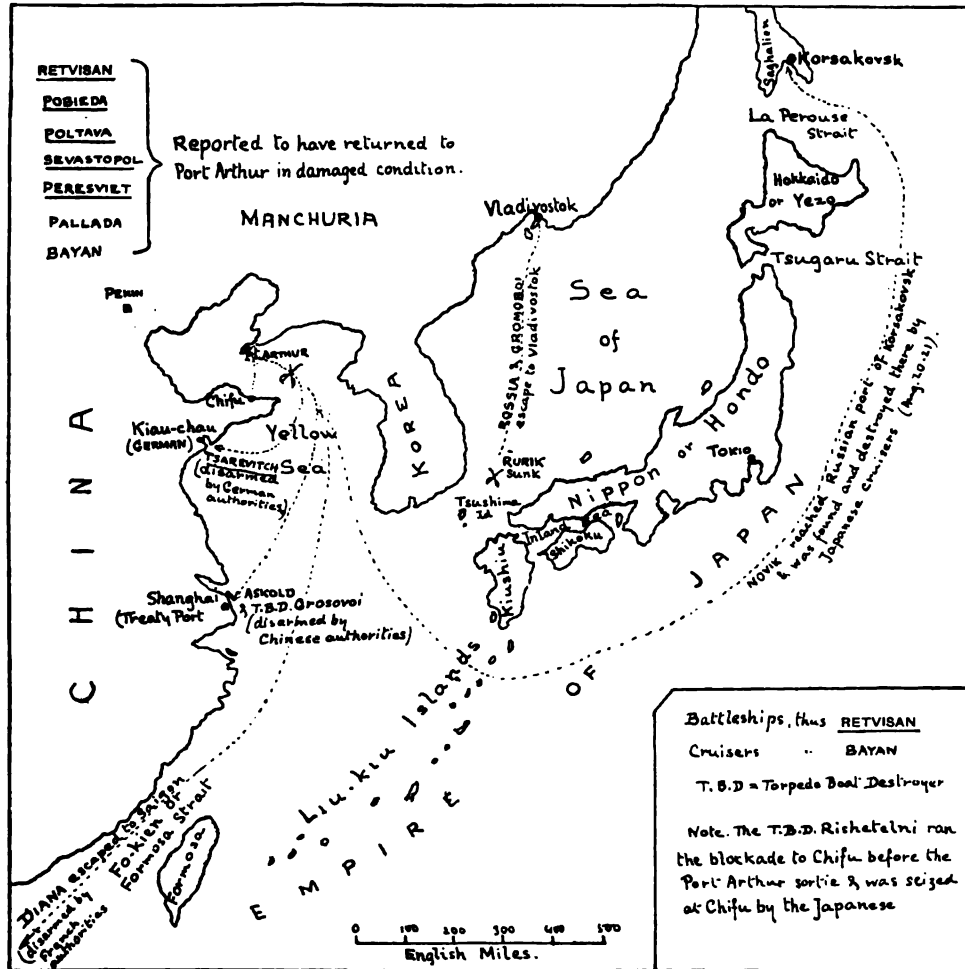 RETVISAN
POBIEDA
POLTAVA
SEVASTOPOL
PERESVIET
PALLADA
BAYAN
Reported to have returned to
Port Arthur in damaged condition.
MANCHURIA
Saghalion
Korsakovsk
La Perouse
Strait
Hokkaido
or Yezo
Tsugaru Strait
Vladivostok
PEKIN
Sea
of
Japan
ROSSIA & GROMOBOI
escape to Vladivostok
ARTHUR
Chifu
Kiau-chau
(GERMAN)
Yellow
Sea
TSAREVITCH
(disarmed
by German
authorities)
KOREA
RURIK
Sunk
Tsushima
Id
Nippon or Hondo
TOKIO
Inland Sea
Shikoku
Kiushiu
NOVIK reached Russian port of Korsakovsk
& was found and destroyed there by
Japanese cruisers (Aug. 20-21).
CHINA
Shanghai
(Treaty Port
ASKOLD
& T.B.D. Grosovoi
(disarmed by
Chinese authorities)
Liu-kiu Islands
EMPIRE OF JAPAN
DIANA escaped to Saigon
(disarmed by
French
authorities
Fo-kien or
Formosa Strait
Formosa
0 100 200 300 400 500
English Miles.
Battleships, thus RETVISAN
Cruisers " BAYAN
T.B.D = Torpedo Boat Destroyer
Note. The T.B.D. Rishetelni ran
the blockade to Chifu before the
Port Arthur sortie & was seized
at Chifu by the Japanese